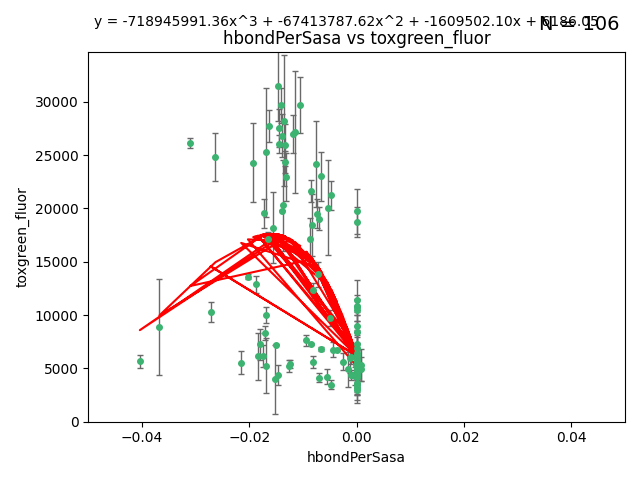 y = -718945991.36x^3 + -67413787.62x^2 + -1609502.10x + 6186.05
N = 106
hbondPerSasa vs toxgreen_fluor
toxgreen_fluor
30000
25000
20000
15000
10000
5000
0
−0.04
−0.02
0.00
0.02
0.04
hbondPerSasa